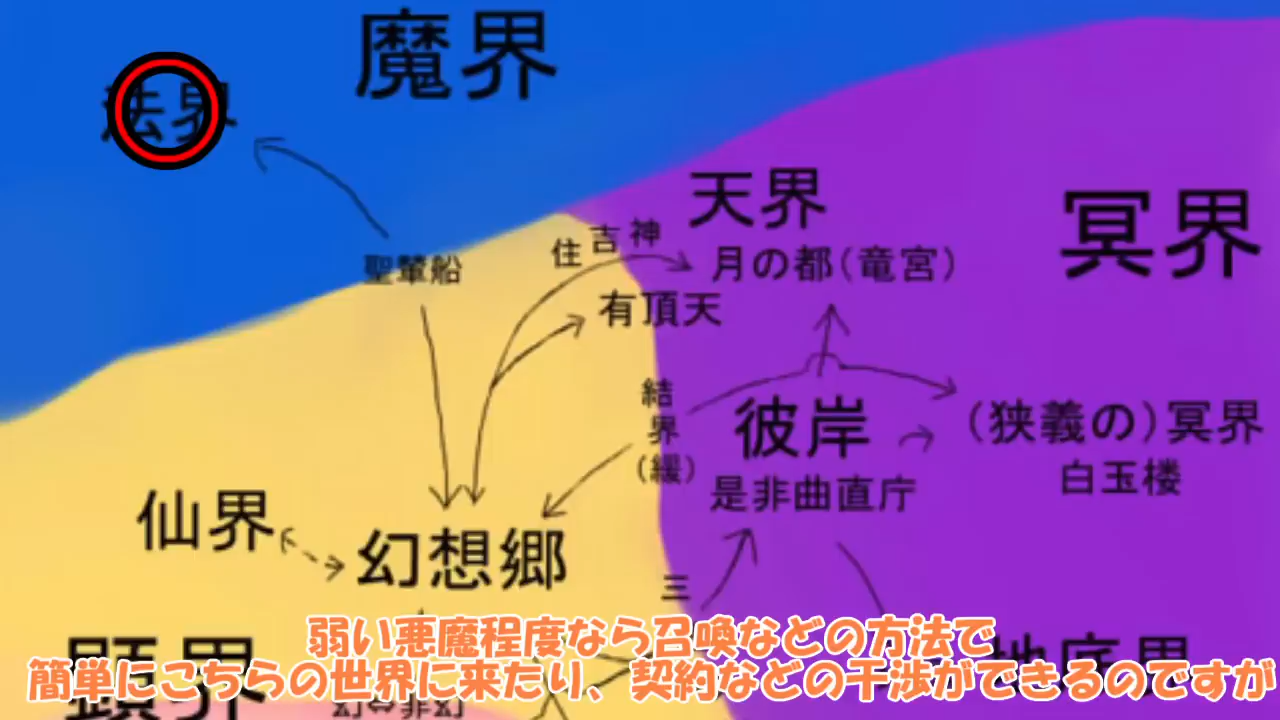 魔界
法界
天界
冥界
住吉神
月の都(竜宮)
聖輦船
有頂天
結界(緩)
彼岸
(狭義の)冥界
是非曲直庁
白玉楼
仙界
幻想郷
三
顕界
地底界
幻⇔非幻
弱い悪魔程度なら召喚などの方法で
簡単にこちらの世界に来たり、契約などの干渉ができるのですが